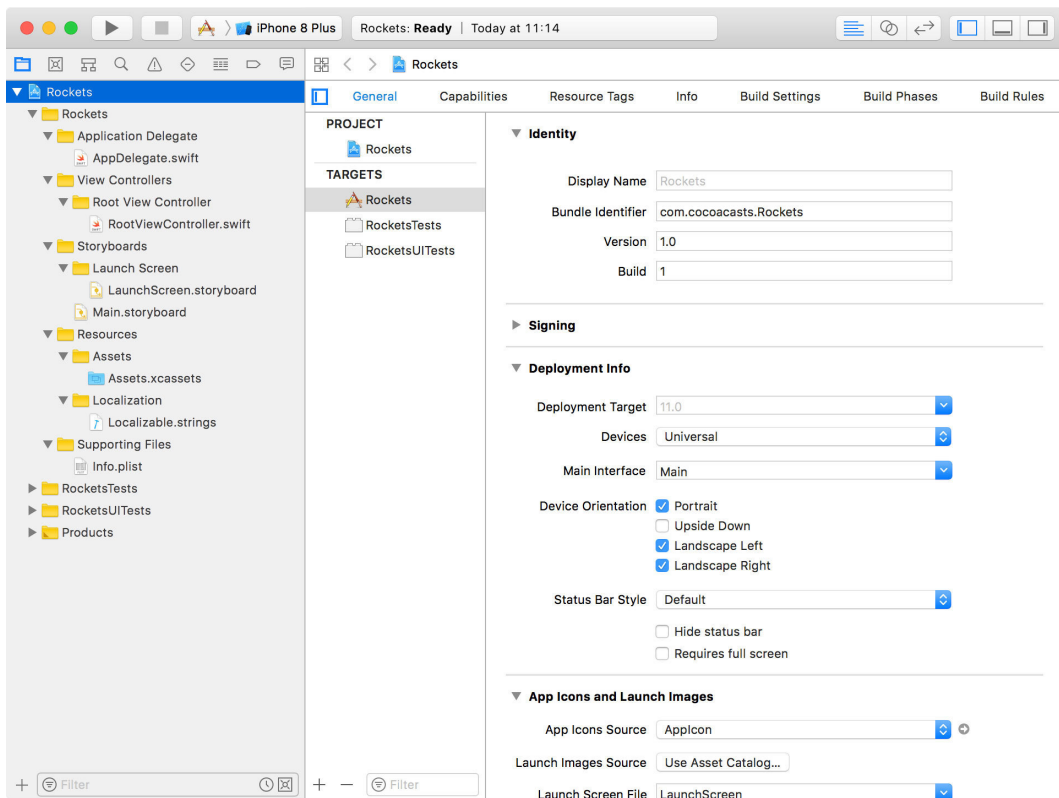 iPhone 8 Plus
Rockets: Ready | Today at 11:14
Rockets
Rockets
Application Delegate
AppDelegate.swift
View Controllers
Root View Controller
RootViewController.swift
Storyboards
Launch Screen
LaunchScreen.storyboard
Main.storyboard
Resources
Assets
Assets.xcassets
Localization
Localizable.strings
Supporting Files
Info.plist
RocketsTests
RocketsUITests
Products
Filter
Rockets
General Capabilities Resource Tags Info Build Settings Build Phases Build Rules
PROJECT
Rockets
TARGETS
Rockets
RocketsTests
RocketsUITests
Filter
Identity
Display Name Rockets
Bundle Identifier com.cocoacasts.Rockets
Version 1.0
Build 1
Signing
Deployment Info
Deployment Target 11.0
Devices Universal
Main Interface Main
Device Orientation Portrait
Upside Down
Landscape Left
Landscape Right
Status Bar Style Default
Hide status bar
Requires full screen
App Icons and Launch Images
App Icons Source AppIcon
Launch Images Source Use Asset Catalog...
Launch Screen File LaunchScreen